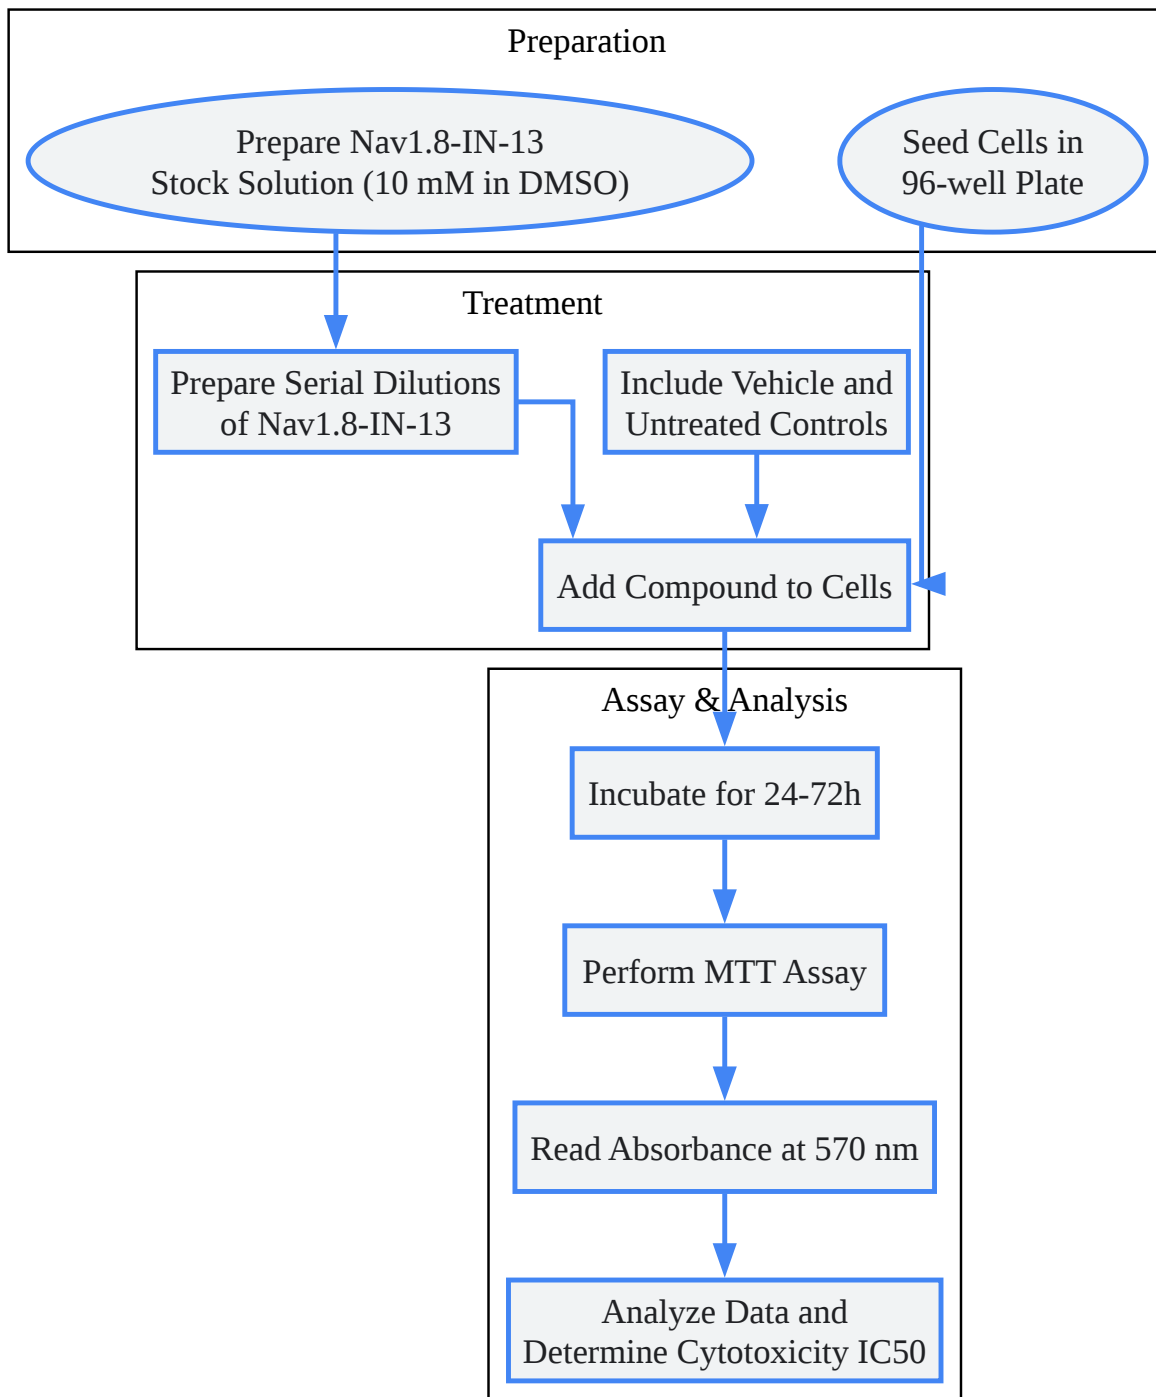 Preparation
Prepare Nav1.8-IN-13
Stock Solution (10 mM in DMSO)
Seed Cells in
96-well Plate
Treatment
Prepare Serial Dilutions
of Nav1.8-IN-13
Include Vehicle and
Untreated Controls
Add Compound to Cells
Assay & Analysis
Incubate for 24-72h
Perform MTT Assay
Read Absorbance at 570 nm
Analyze Data and
Determine Cytotoxicity IC50